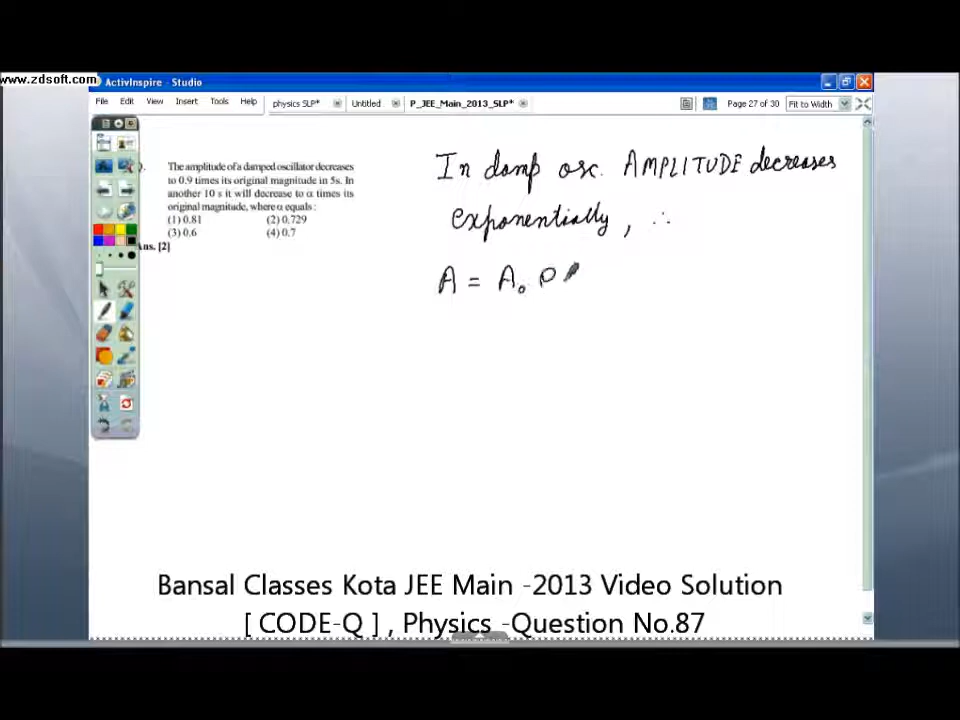 www.zdsoft.com
ActivInspire - Studio
File Edit View Insert Tools Help
physics SLP* Untitled P_JEE_Main_2013_SLP* Page 27 of 30 Fit to Width
The amplitude of a damped oscillator decreases
to 0.9 times its original magnitude in 5s. In
another 10 s it will decrease to α times its
original magnitude, where α equals :
(1) 0.81 (2) 0.729
(3) 0.6 (4) 0.7
Ans. [2]
In damp osc. AMPLITUDE decreases
exponentially, ∴
A = A₀
Bansal Classes Kota JEE Main -2013 Video Solution
[ CODE-Q ] , Physics -Question No.87